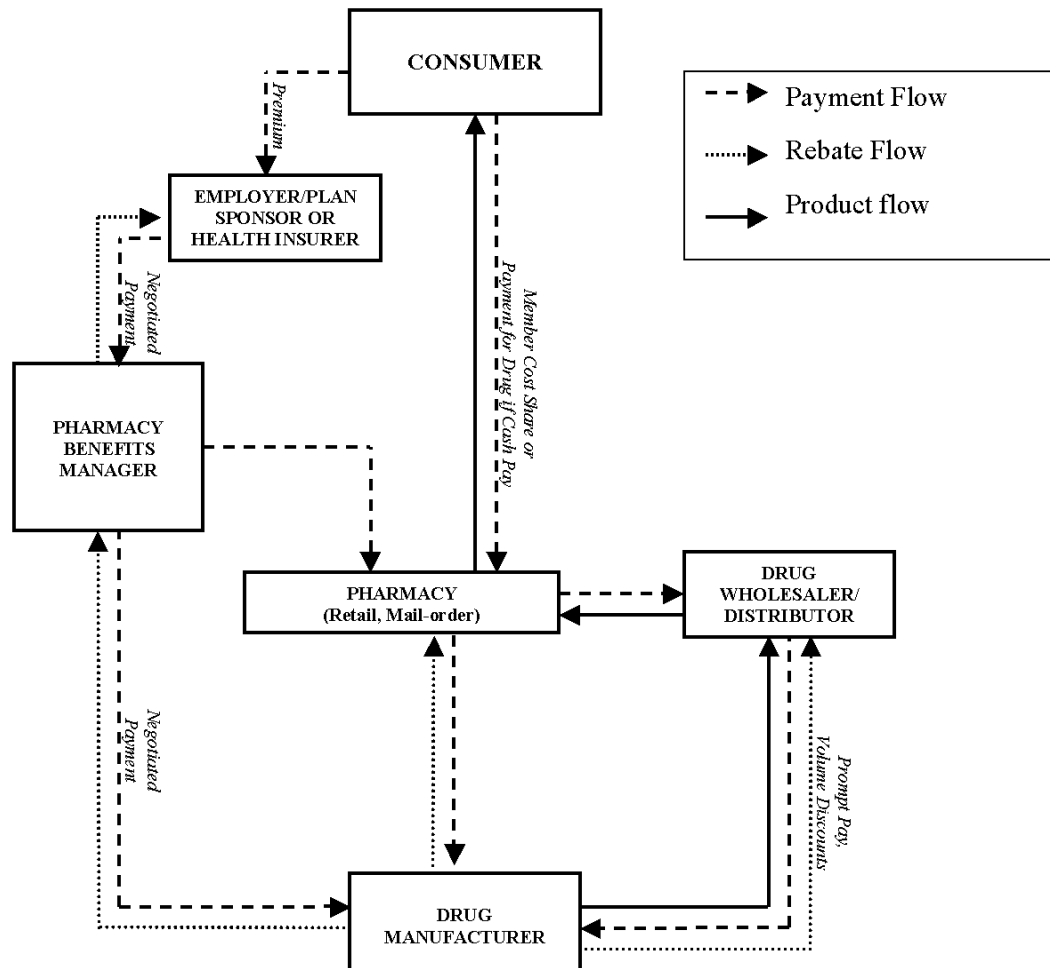 CONSUMER
Payment Flow
Rebate Flow
Product flow
Premium
EMPLOYER/PLAN
SPONSOR OR
HEALTH INSURER
Negotiated
Payment
Member Cost Share or
Payment for Drug if Cash Pay
PHARMACY
BENEFITS
MANAGER
PHARMACY
(Retail, Mail-order)
DRUG
WHOLESALER/
DISTRIBUTOR
Negotiated
Payment
Prompt Pay,
Volume Discounts
DRUG
MANUFACTURER